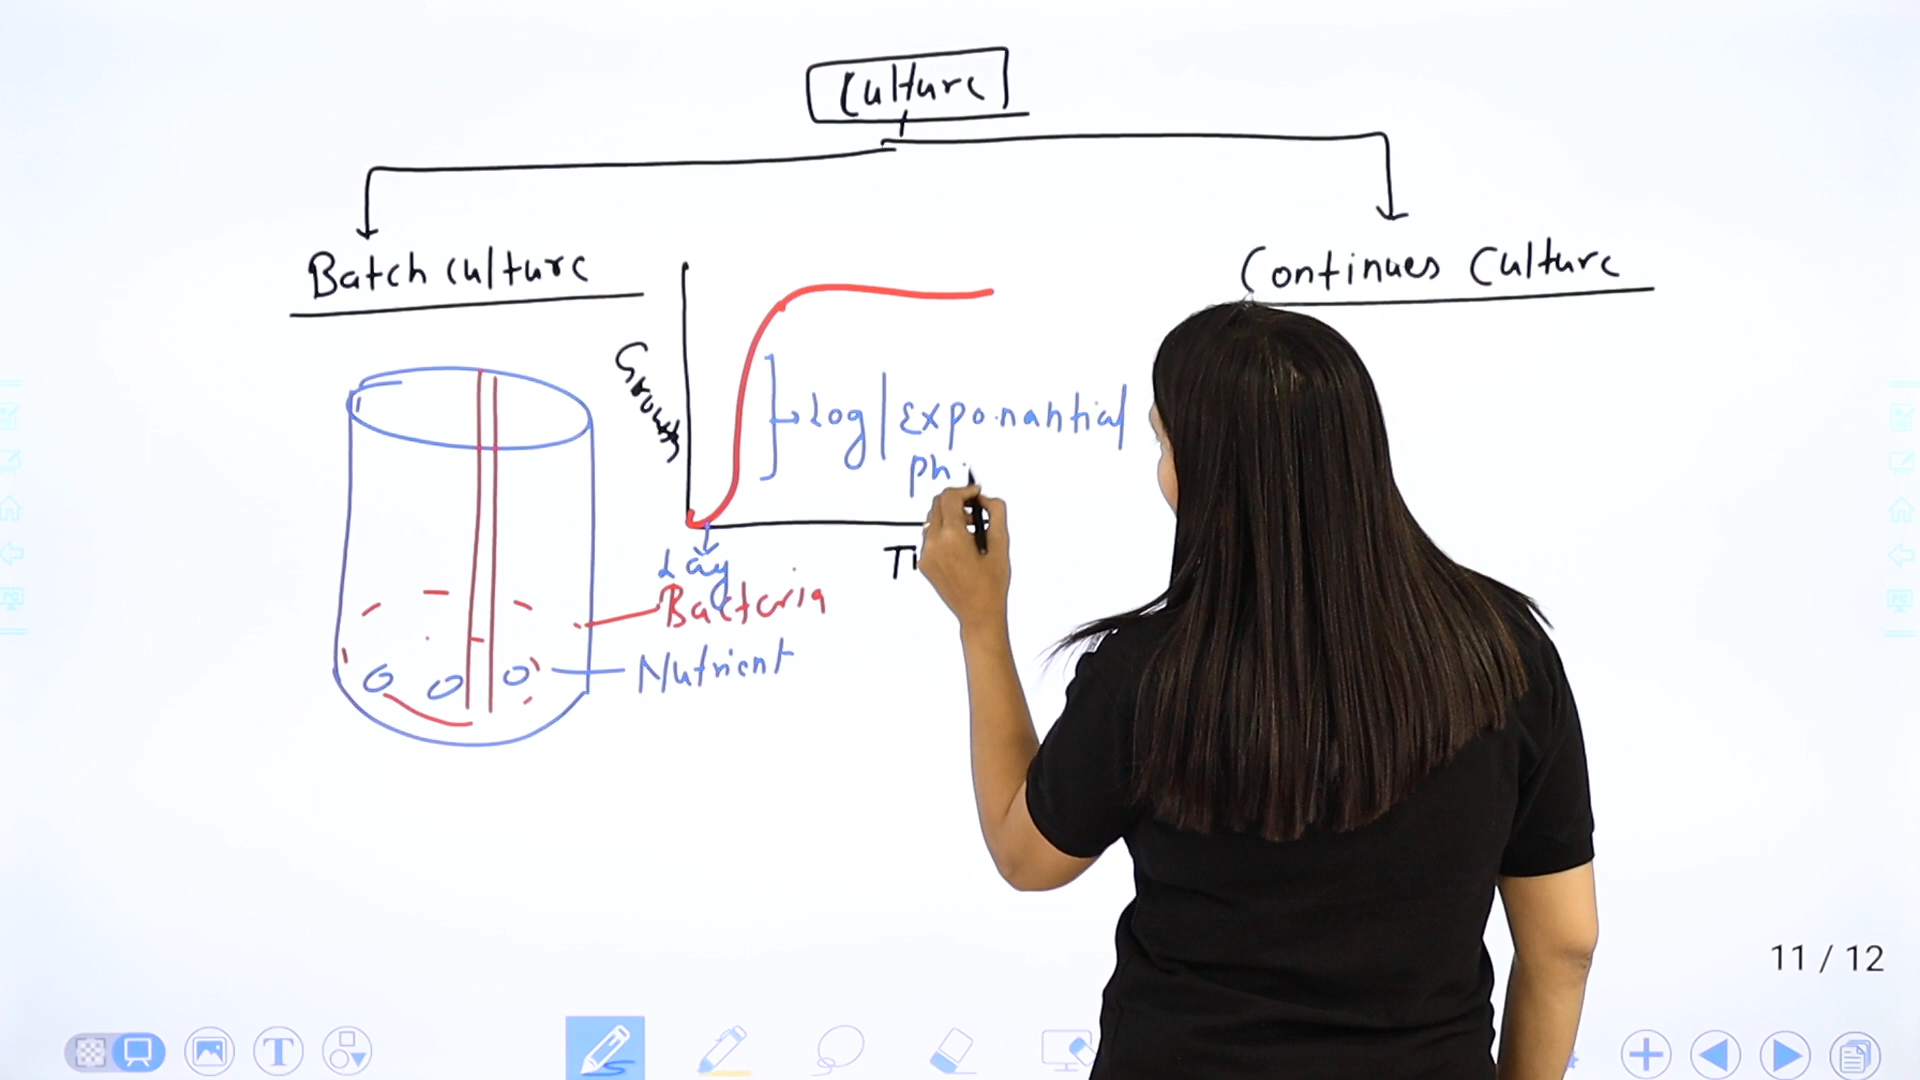 Culture
Batch culture
Continues Culture
Growth
Log | Exponantial
ph
Lag
Ti
Bacteria
Nutrient
11 / 12
T